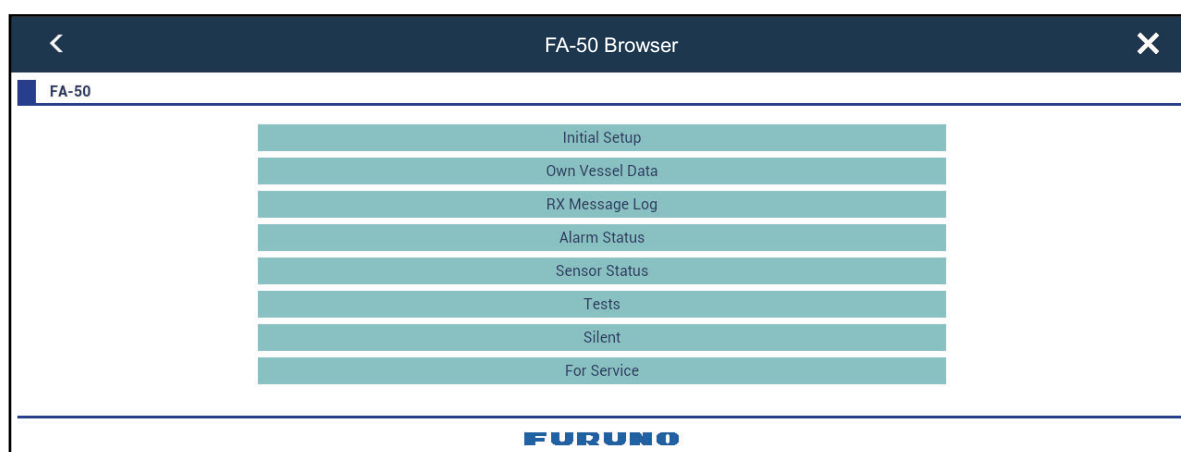 FA-50 Browser
FA-50
Initial Setup
Own Vessel Data
RX Message Log
Alarm Status
Sensor Status
Tests
Silent
For Service
FURUNO